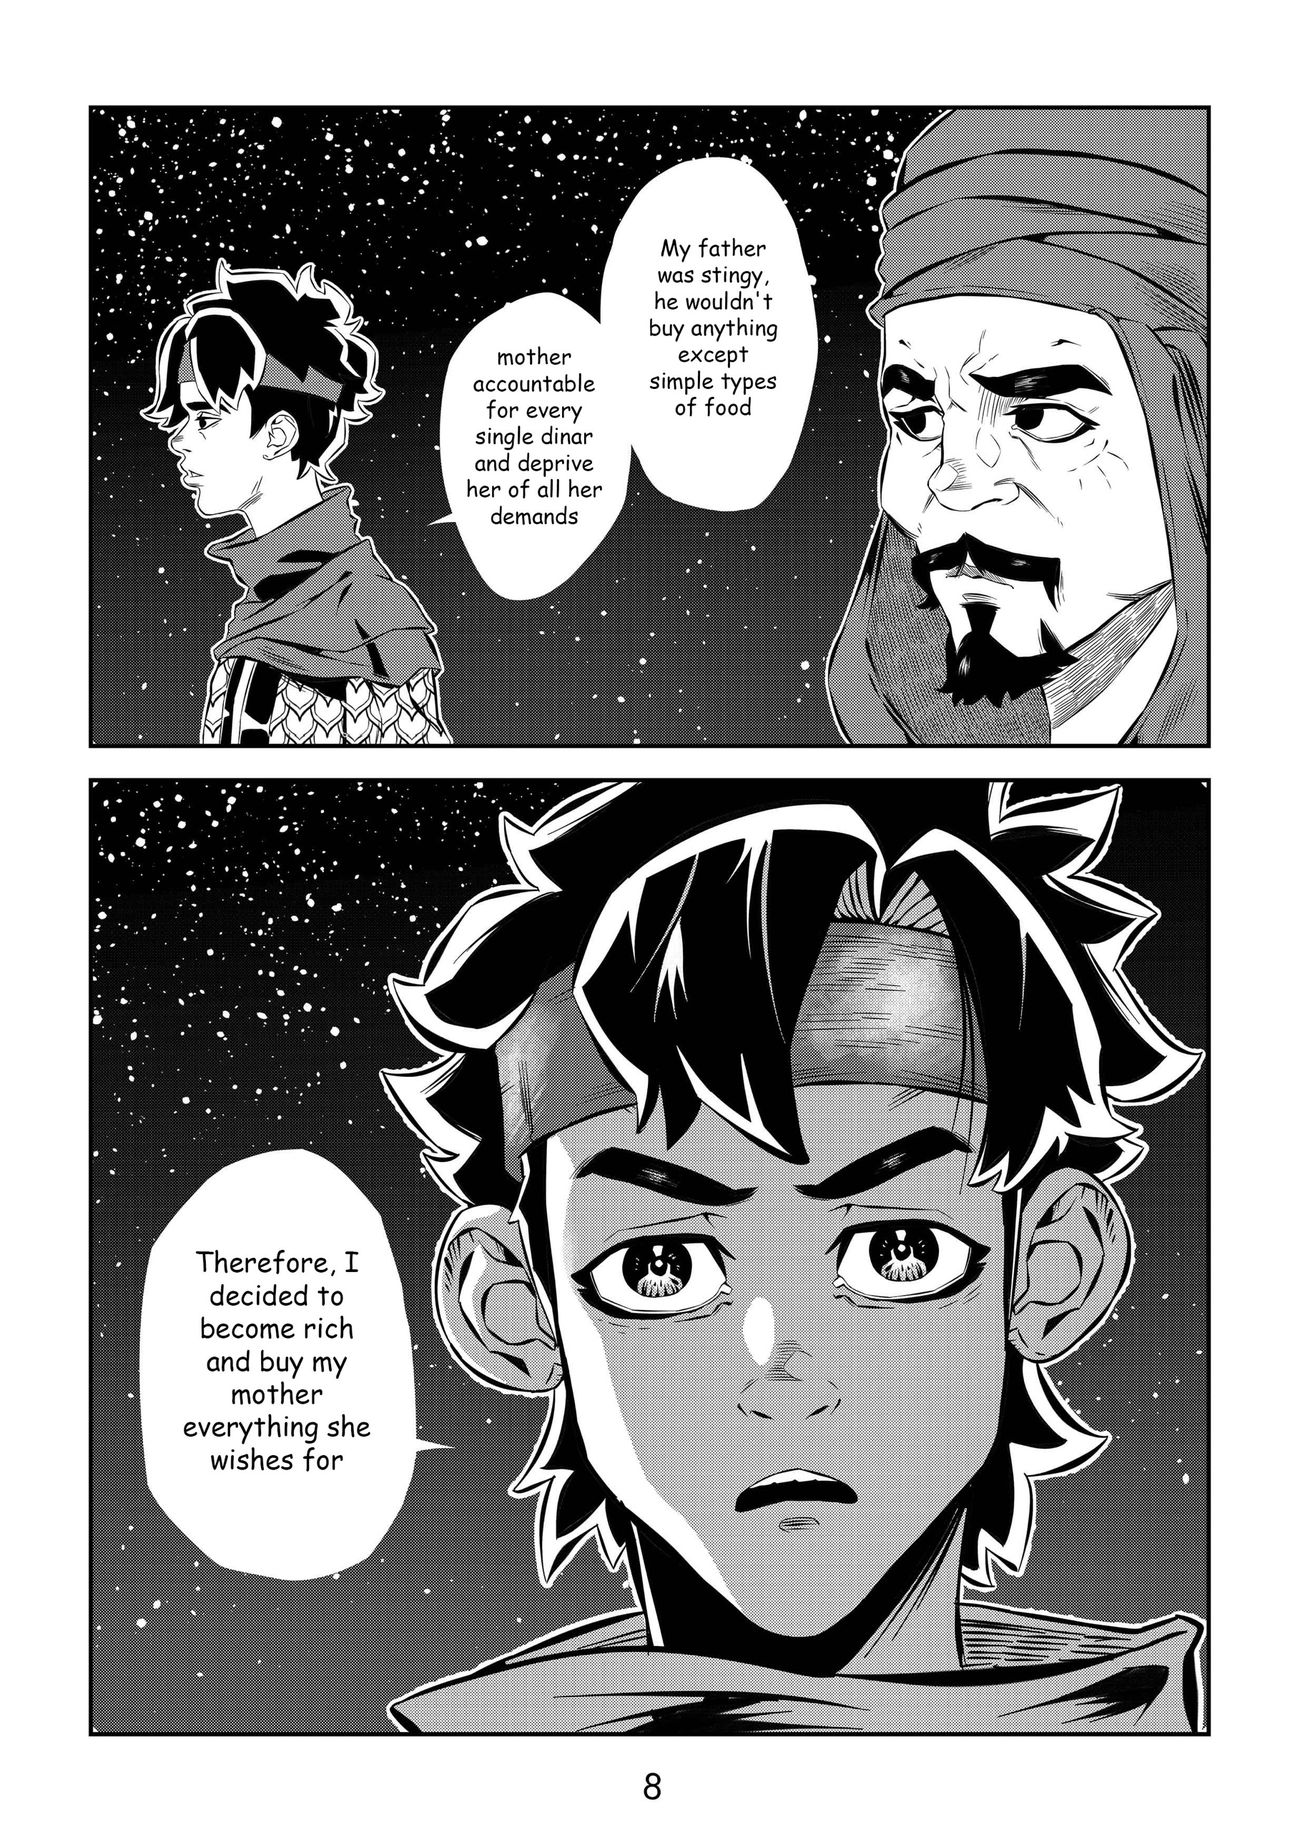 My father
was stingy,
he wouldn't
buy anything
except
simple types
of food
mother
accountable
for every
single dinar
and deprive
her of all her
demands
Therefore, I
decided to
become rich
and buy my
mother
everything she
wishes for
8